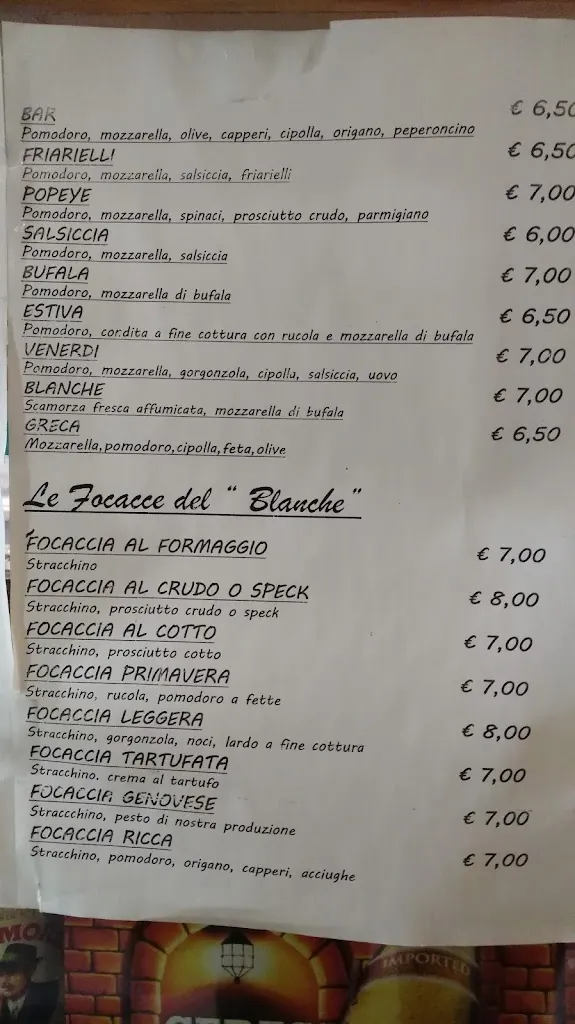 BAR € 6,50
Pomodoro, mozzarella, olive, capperi, cipolla, origano, peperoncino
FRIARIELLI € 6,50
Pomodoro, mozzarella, salsiccia, friarielli
POPEYE € 7,00
Pomodoro, mozzarella, spinaci, prosciutto crudo, parmigiano
SALSICCIA € 6,00
Pomodoro, mozzarella, salsiccia
BUFALA € 7,00
Pomodoro, mozzarella di bufala
ESTIVA € 6,50
Pomodoro, condita a fine cottura con rucola e mozzarella di bufala
VENERDI € 7,00
Pomodoro, mozzarella, gorgonzola, cipolla, salsiccia, uovo
BLANCHE € 7,00
Scamorza fresca affumicata, mozzarella di bufala
GRECA € 6,50
Mozzarella,pomodoro,cipolla,feta,olive
Le Focacce del “ Blanche”
FOCACCIA AL FORMAGGIO € 7,00
Stracchino
FOCACCIA AL CRUDO O SPECK € 8,00
Stracchino, prosciutto crudo o speck
FOCACCIA AL COTTO € 7,00
Stracchino, prosciutto cotto
FOCACCIA PRIMAVERA € 7,00
Stracchino, rucola, pomodoro a fette
FOCACCIA LEGGERA € 8,00
Stracchino, gorgonzola, noci, lardo a fine cottura
FOCACCIA TARTUFATA € 7,00
Stracchino, crema al tartufo
FOCACCIA GENOVESE € 7,00
Straccchino, pesto di nostra produzione
FOCACCIA RICCA € 7,00
Stracchino, pomodoro, origano, capperi, acciughe
IMPORTED